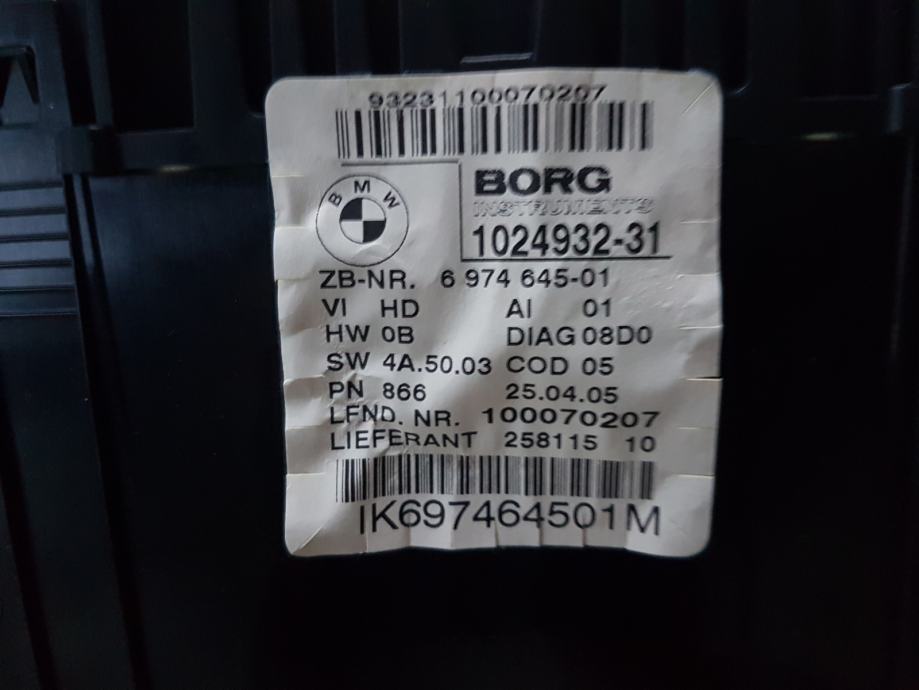 93231100070207
BMW
BORG
INSTRUMENTS
1024932-31
ZB-NR. 6 974 645-01
VI HD AI 01
HW 0B DIAG 08D0
SW 4A.50.03 COD 05
PN 866 25.04.05
LFND. NR. 100070207
LIEFERANT 258115 10
IK697464501M